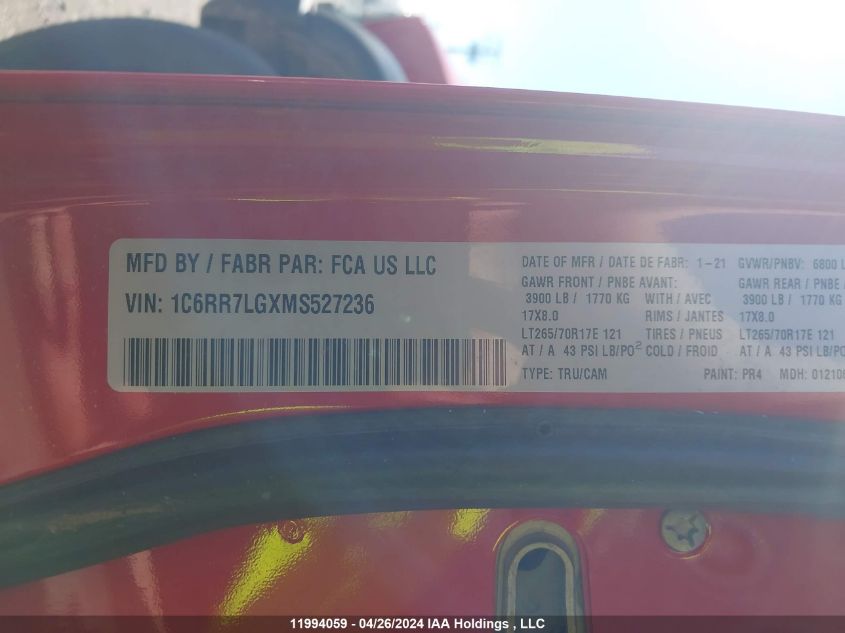 MFD BY / FABR PAR: FCA US LLC
VIN: 1C6RR7LGXMS527236
DATE OF MFR / DATE DE FABR: 1-21 GVWR/PNBV: 6800 L
GAWR FRONT / PNBE AVANT: GAWR REAR / PNBE
3900 LB / 1770 KG WITH / AVEC 3900 LB / 1770 KG
17X8.0 RIMS / JANTES 17X8.0
LT265/70R17E 121 TIRES / PNEUS LT265/70R17E 121
AT / A 43 PSI LB/PO² COLD / FROID AT / A 43 PSI LB/PO
TYPE: TRU/CAM PAINT: PR4 MDH: 01210
11994059 - 04/26/2024 IAA Holdings , LLC